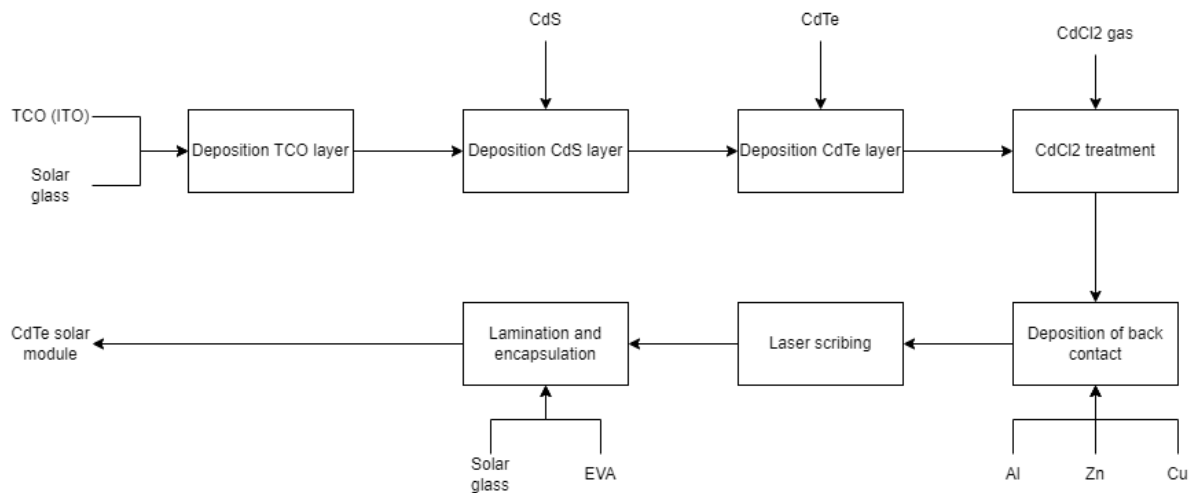 CdS
CdTe
CdCl2 gas
TCO (ITO)
Solar
glass
Deposition TCO layer
Deposition CdS layer
Deposition CdTe layer
CdCl2 treatment
CdTe solar
module
Lamination and
encapsulation
Laser scribing
Deposition of back
contact
Solar
glass
EVA
Al
Zn
Cu